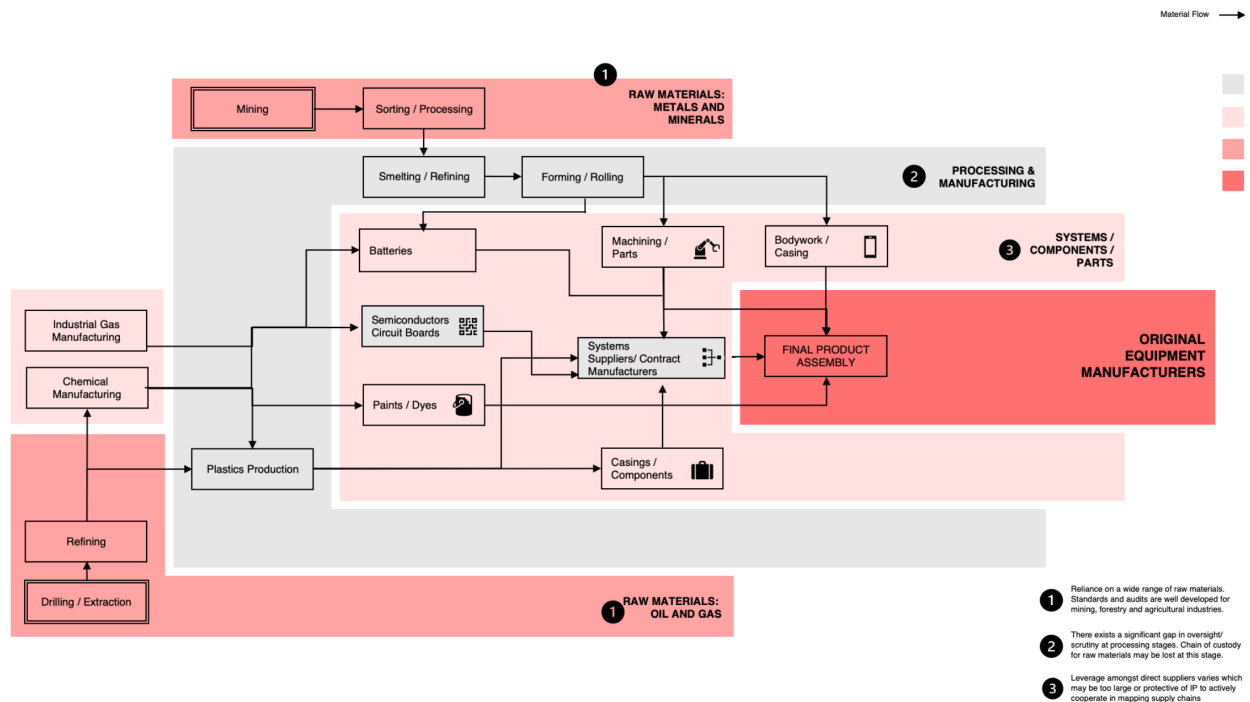 Material Flow
1
RAW MATERIALS:
METALS AND
MINERALS
Mining
Sorting / Processing
Smelting / Refining
Forming / Rolling
2
PROCESSING &
MANUFACTURING
Batteries
Machining /
Parts
Bodywork /
Casing
3
SYSTEMS /
COMPONENTS /
PARTS
Industrial Gas
Manufacturing
Semiconductors
Circuit Boards
Systems
Suppliers/ Contract
Manufacturers
FINAL PRODUCT
ASSEMBLY
ORIGINAL
EQUIPMENT
MANUFACTURERS
Chemical
Manufacturing
Paints / Dyes
Plastics Production
Casings /
Components
Refining
Drilling / Extraction
1
RAW MATERIALS:
OIL AND GAS
1
Reliance on a wide range of raw materials.
Standards and audits are well developed for
mining, forestry and agricultural industries.
2
There exists a significant gap in oversight/
scrutiny at processing stages. Chain of custody
for raw materials may be lost at this stage.
3
Leverage amongst direct suppliers varies which
may be too large or protective of IP to actively
cooperate in mapping supply chains